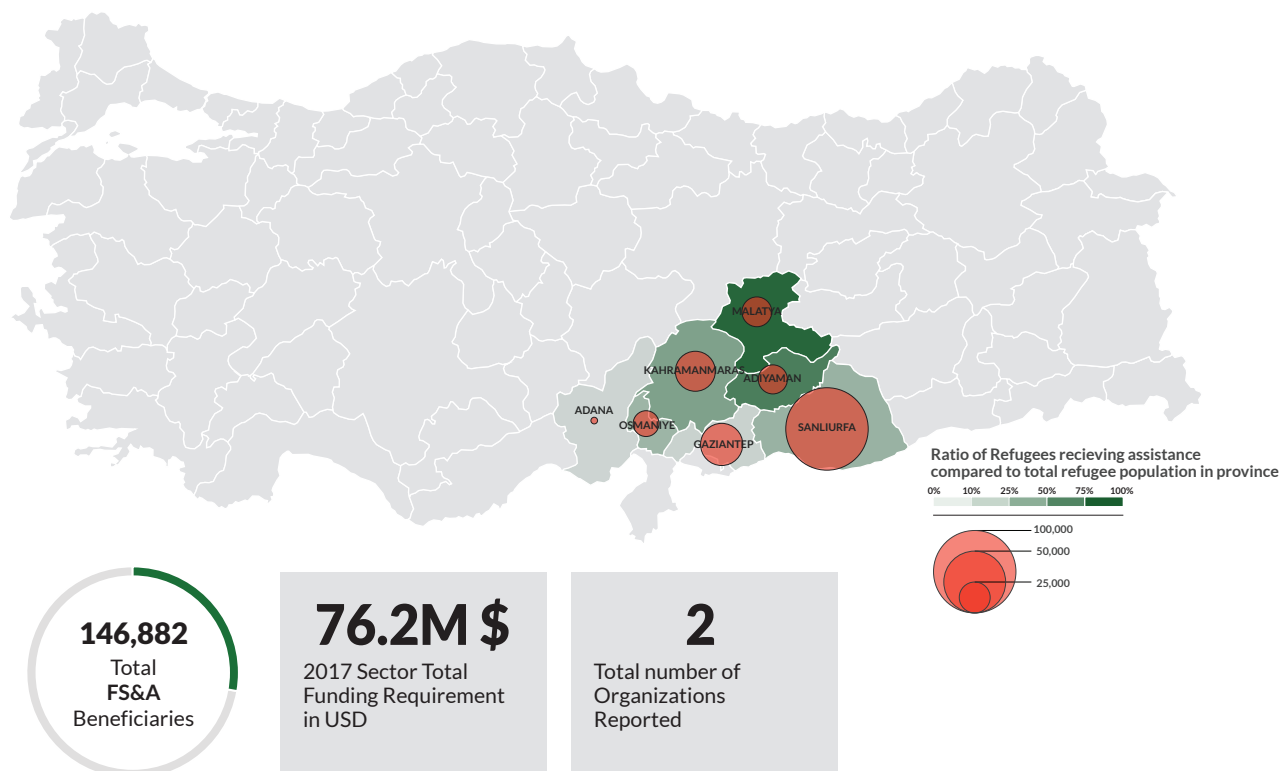 MALATYA
KAHRAMANMARAS
ADIYAMAN
ADANA
OSMANIYE
SANLIURFA
GAZIANTEP
Ratio of Refugees recieving assistance
compared to total refugee population in province
0% 10% 25% 50% 75% 100%
100,000
50,000
25,000
146,882
Total
FS&A
Beneficiaries
76.2M $
2017 Sector Total
Funding Requirement
in USD
2
Total number of
Organizations
Reported